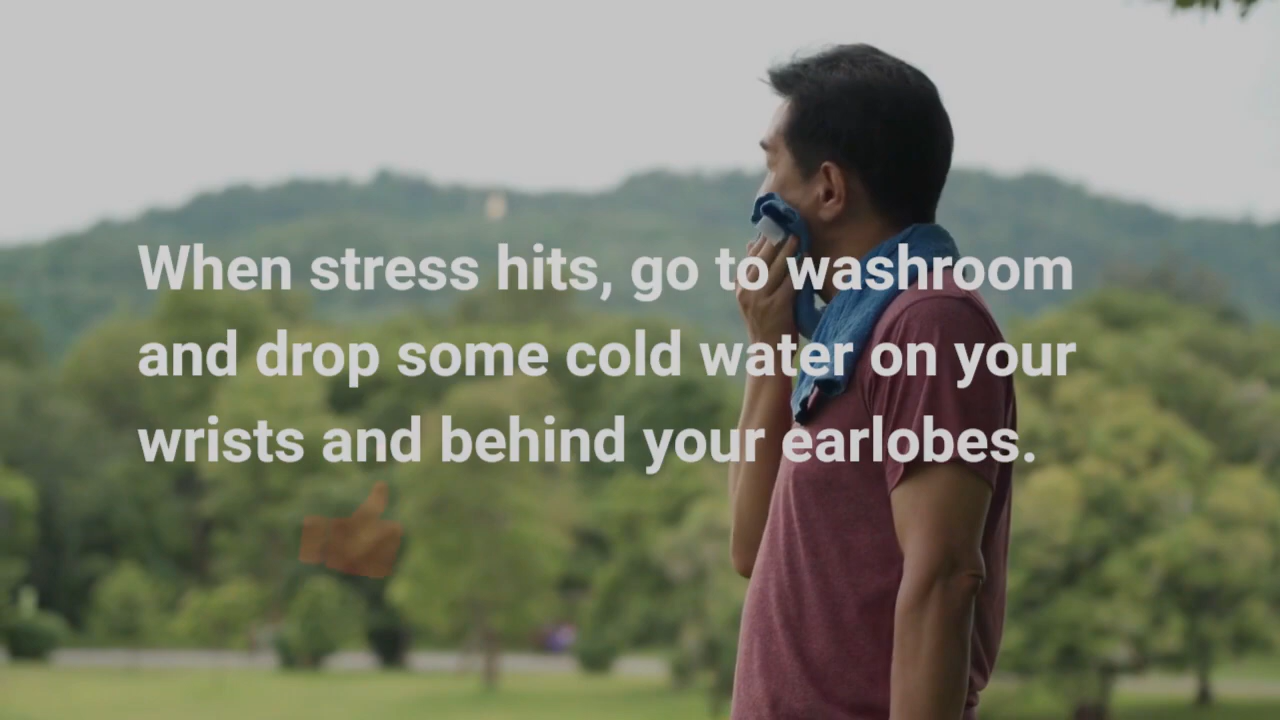 When stress hits, go to washroom
and drop some cold water on your
wrists and behind your earlobes.